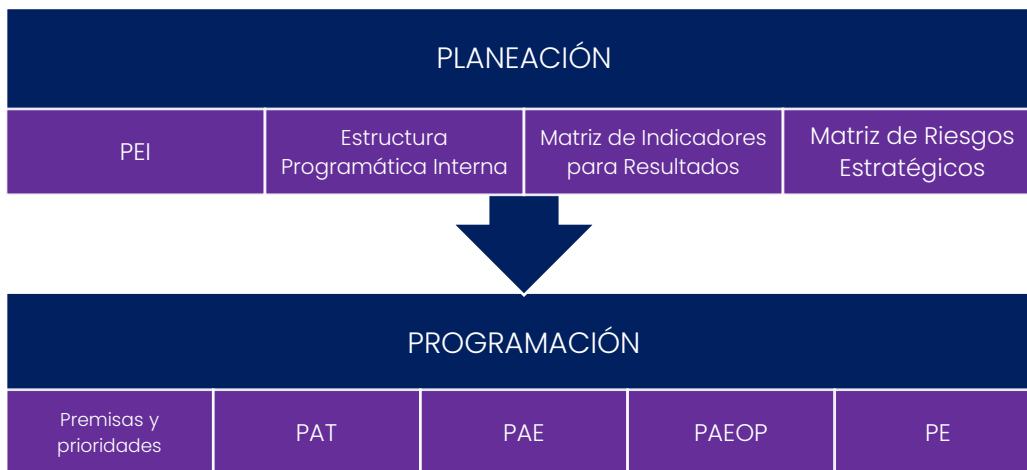 PLANEACIÓN
PEI
Estructura
Programática Interna
Matriz de Indicadores
para Resultados
Matriz de Riesgos
Estratégicos
PROGRAMACIÓN
Premisas y
prioridades
PAT
PAE
PAEOP
PE